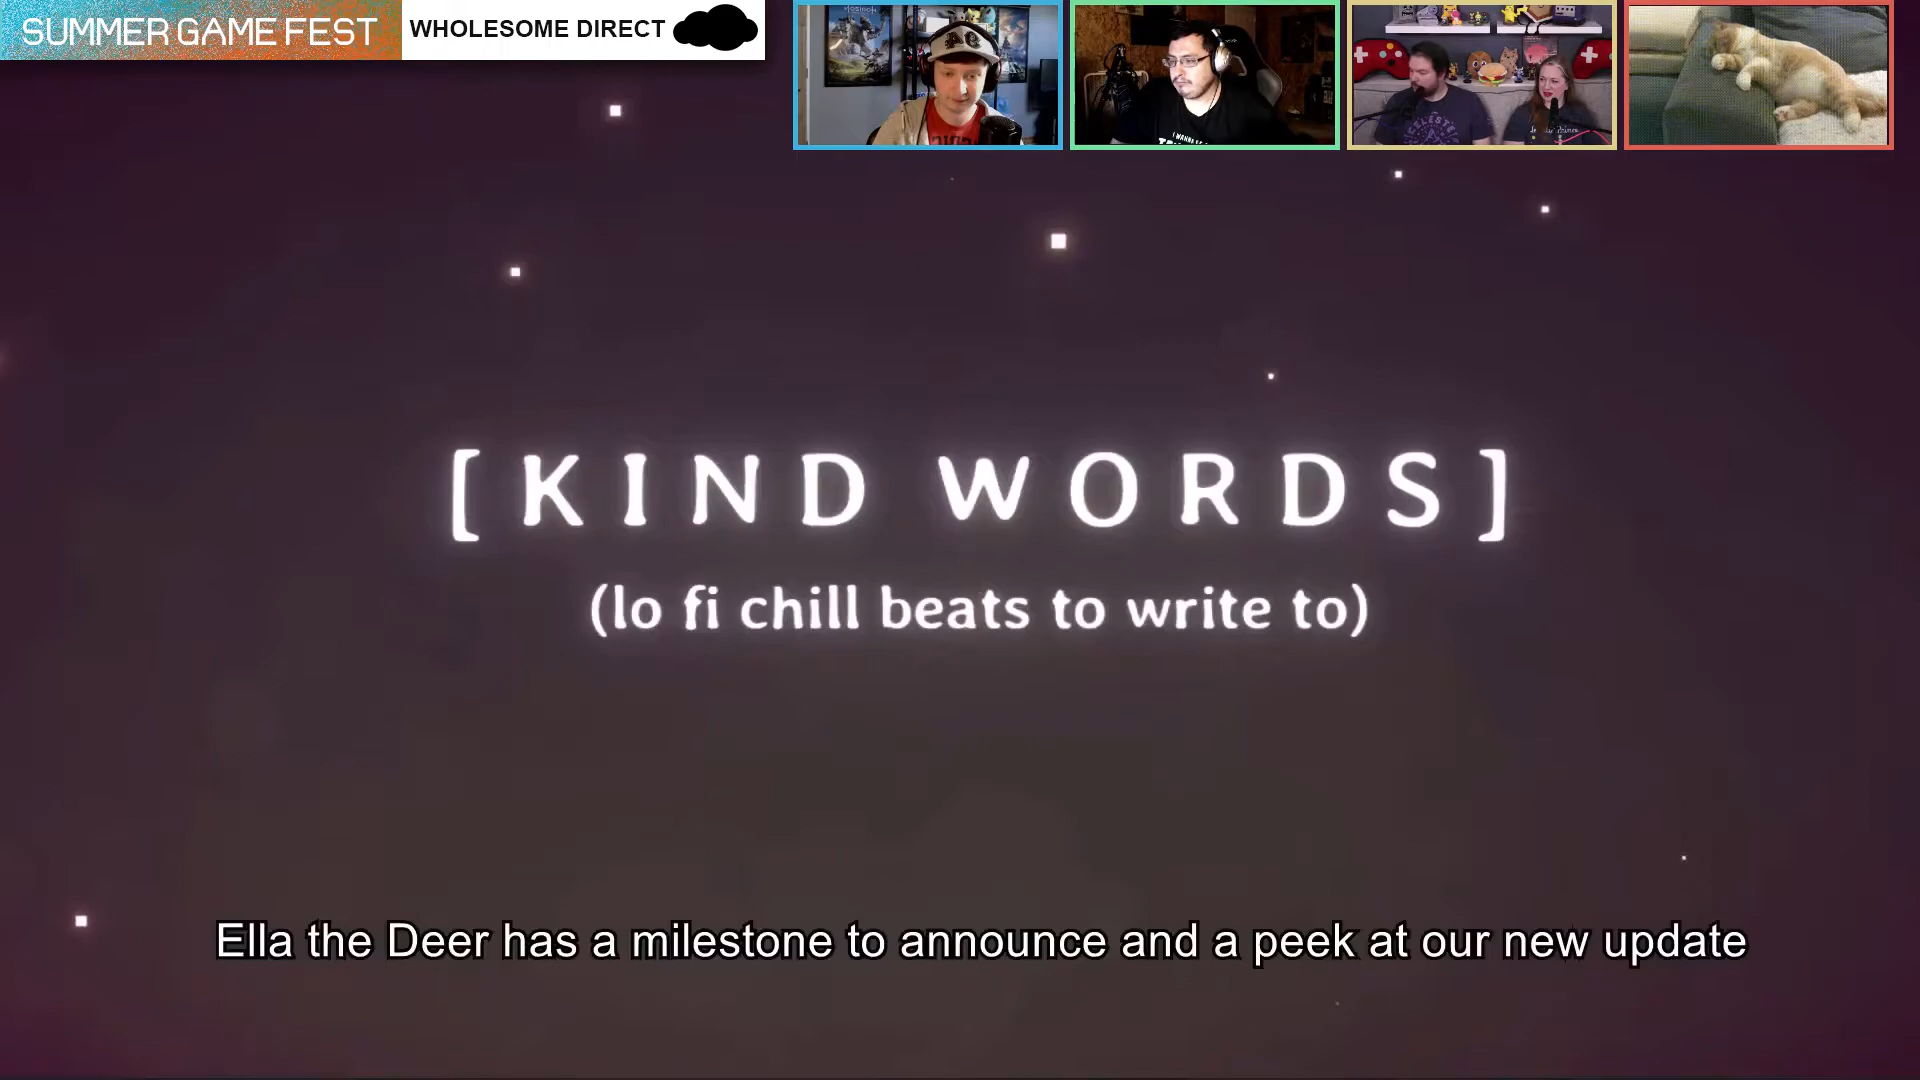 SUMMER GAME FEST
WHOLESOME DIRECT
[KIND WORDS]
(lo fi chill beats to write to)
Ella the Deer has a milestone to announce and a peek at our new update